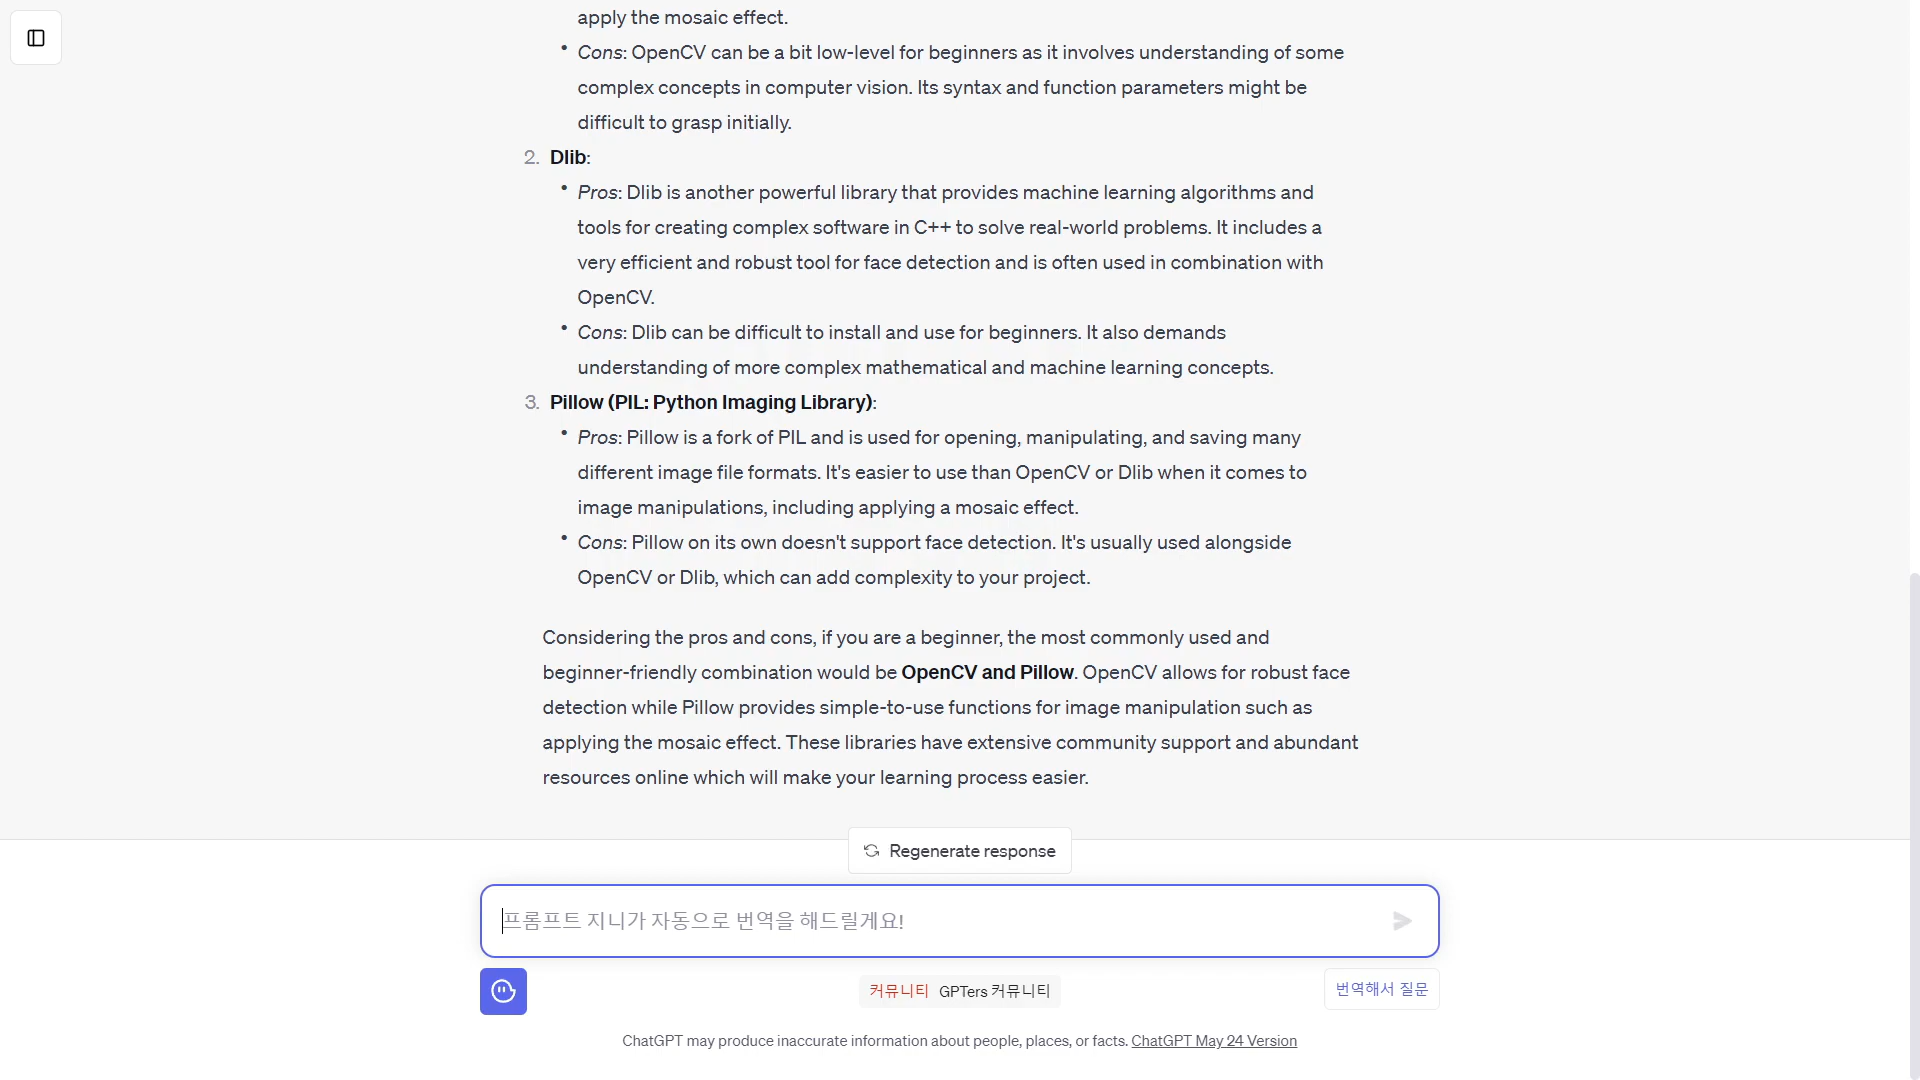 apply the mosaic effect.
• Cons: OpenCV can be a bit low-level for beginners as it involves understanding of some
complex concepts in computer vision. Its syntax and function parameters might be
difficult to grasp initially.
2. Dlib:
• Pros: Dlib is another powerful library that provides machine learning algorithms and
tools for creating complex software in C++ to solve real-world problems. It includes a
very efficient and robust tool for face detection and is often used in combination with
OpenCV.
• Cons: Dlib can be difficult to install and use for beginners. It also demands
understanding of more complex mathematical and machine learning concepts.
3. Pillow (PIL: Python Imaging Library):
• Pros: Pillow is a fork of PIL and is used for opening, manipulating, and saving many
different image file formats. It's easier to use than OpenCV or Dlib when it comes to
image manipulations, including applying a mosaic effect.
• Cons: Pillow on its own doesn't support face detection. It's usually used alongside
OpenCV or Dlib, which can add complexity to your project.
Considering the pros and cons, if you are a beginner, the most commonly used and
beginner-friendly combination would be OpenCV and Pillow. OpenCV allows for robust face
detection while Pillow provides simple-to-use functions for image manipulation such as
applying the mosaic effect. These libraries have extensive community support and abundant
resources online which will make your learning process easier.
Regenerate response
프롬프트 지니가 자동으로 번역을 해드릴게요!
커뮤니티 GPTers 커뮤니티
번역해서 질문
ChatGPT may produce inaccurate information about people, places, or facts. ChatGPT May 24 Version